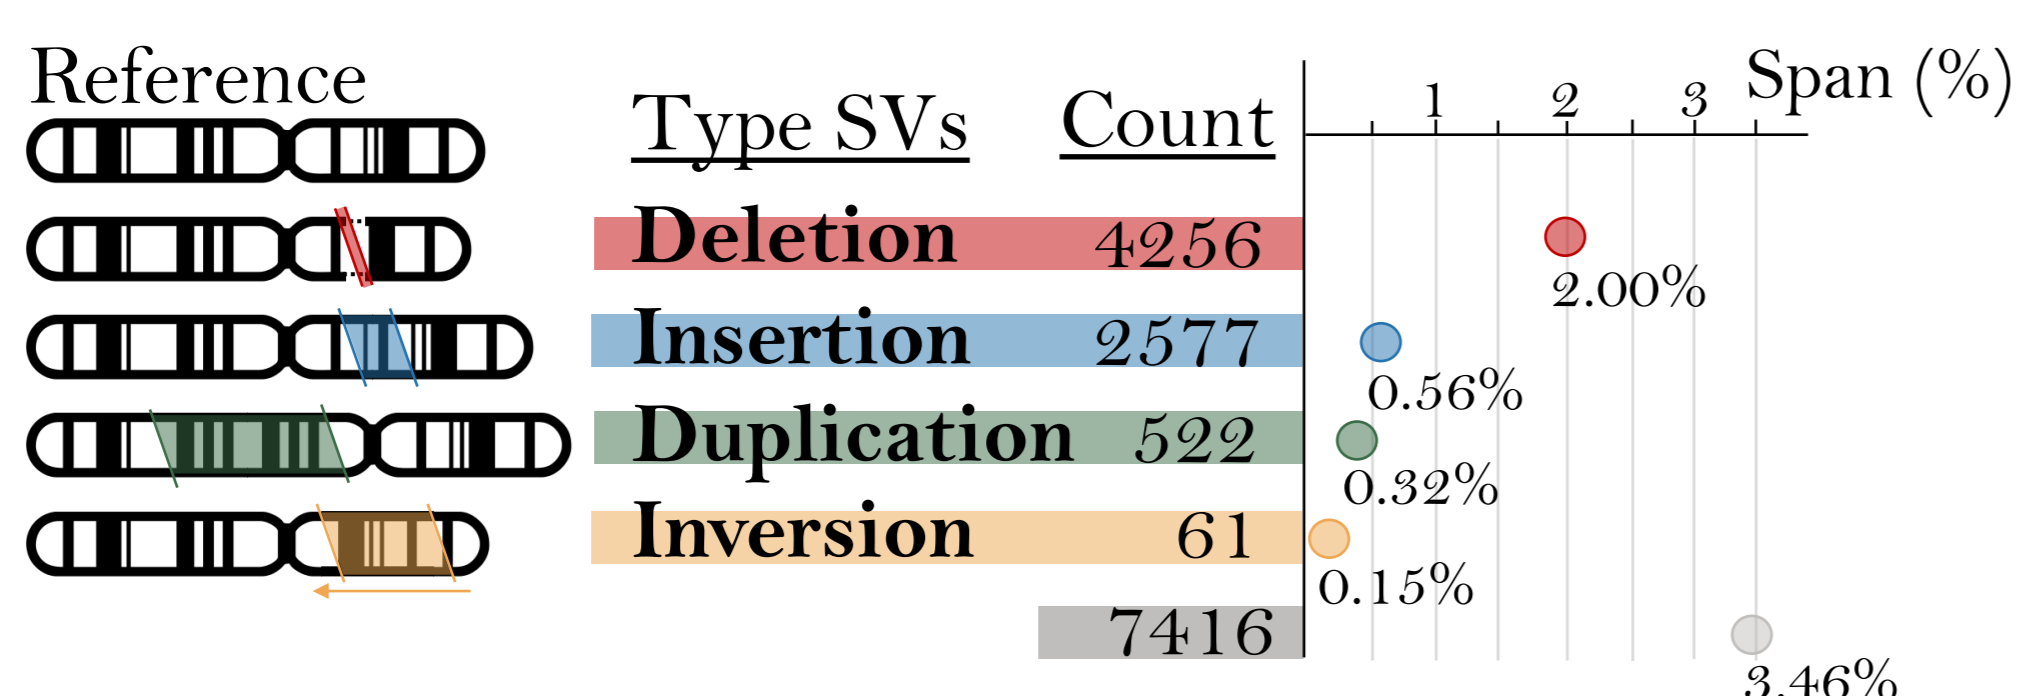 Reference
Type SVs Count
1 2 3 Span (%)
Deletion 4256
2.00%
Insertion 2577
0.56%
Duplication 522
0.32%
Inversion 61
0.15%
7416
3.46%